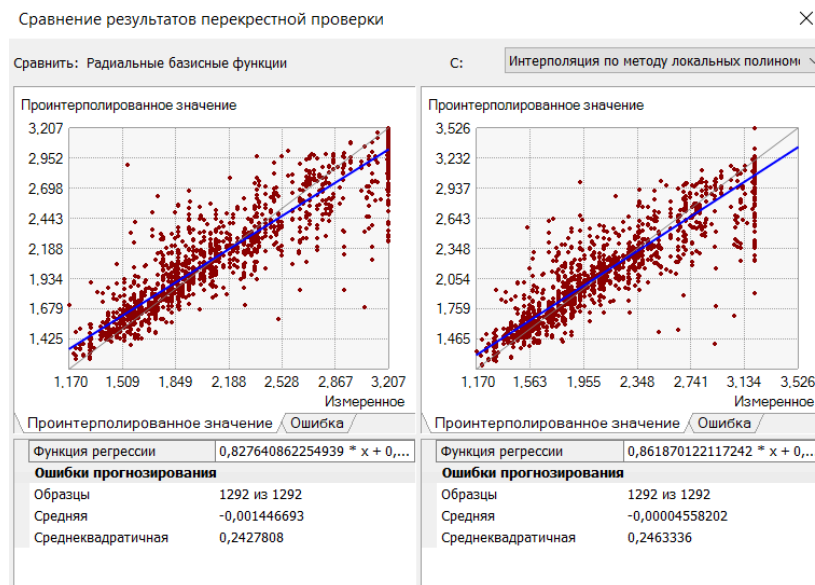 Сравнение результатов перекрестной проверки
Сравнить: Радиальные базисные функции
С: Интерполяция по методу локальных
Проинтерполированное значение
3,207
2,952
2,698
2,443
2,188
1,934
1,679
1,425
1,170 1,509 1,849 2,188 2,528 2,867 3,207
Измеренное
Проинтерполированное значение Ошибка
Функция регрессии 0,827640862254939 * x + 0,...
Ошибки прогнозирования
Образцы 1292 из 1292
Средняя -0,001446693
Среднеквадратичная 0,2427808
Проинтерполированное значение
3,526
3,232
2,937
2,643
2,348
2,054
1,759
1,465
1,170 1,563 1,955 2,348 2,741 3,134 3,526
Измеренное
Проинтерполированное значение Ошибка
Функция регрессии 0,861870122117242 * x + 0,...
Ошибки прогнозирования
Образцы 1292 из 1292
Средняя -0,00004558202
Среднеквадратичная 0,2463336